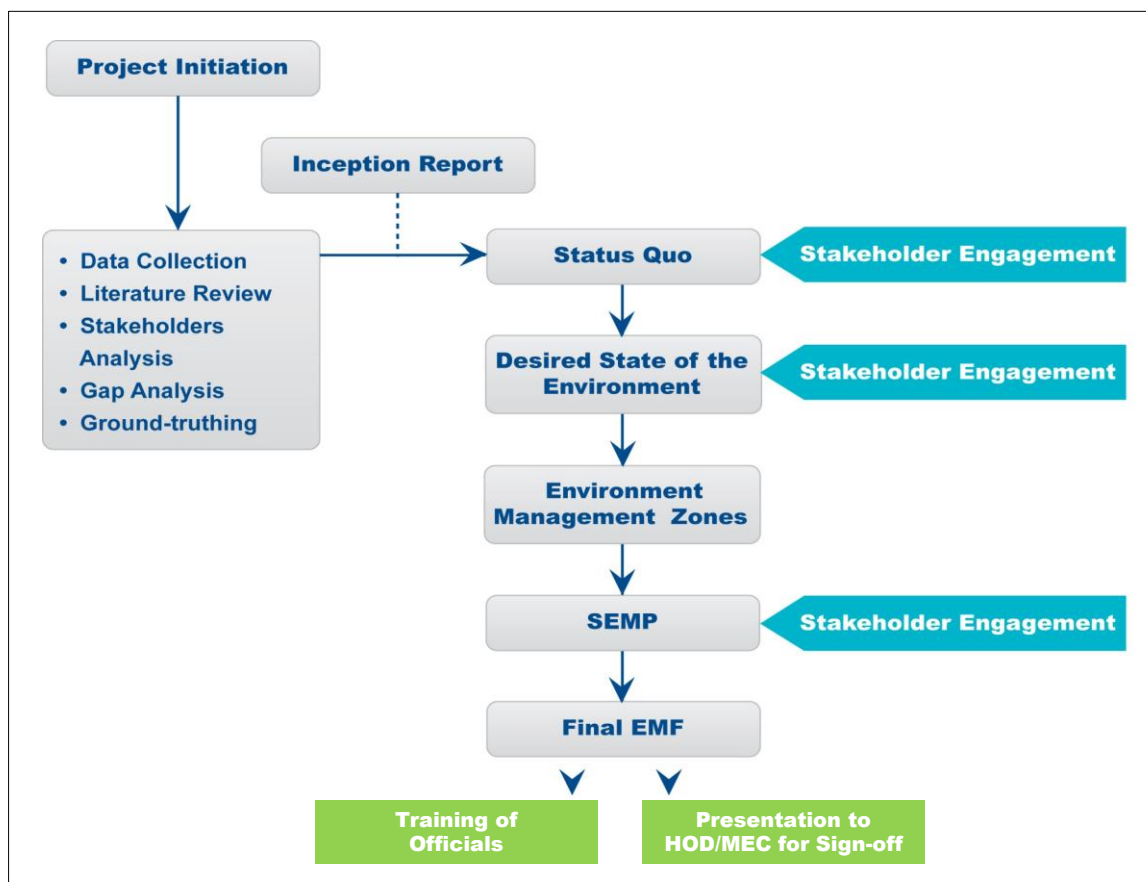 Project Initiation
Inception Report
• Data Collection
• Literature Review
• Stakeholders
Analysis
• Gap Analysis
• Ground-truthing
Status Quo
Stakeholder Engagement
Desired State of the
Environment
Stakeholder Engagement
Environment
Management Zones
SEMP
Stakeholder Engagement
Final EMF
Training of
Officials
Presentation to
HOD/MEC for Sign-off